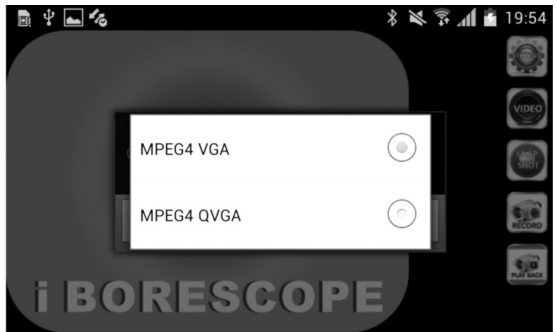 19:54
VIDEO
MPEG4 VGA
SHOT
MPEG4 QVGA
RECORD
PLAY BACK
i BORESCOPE